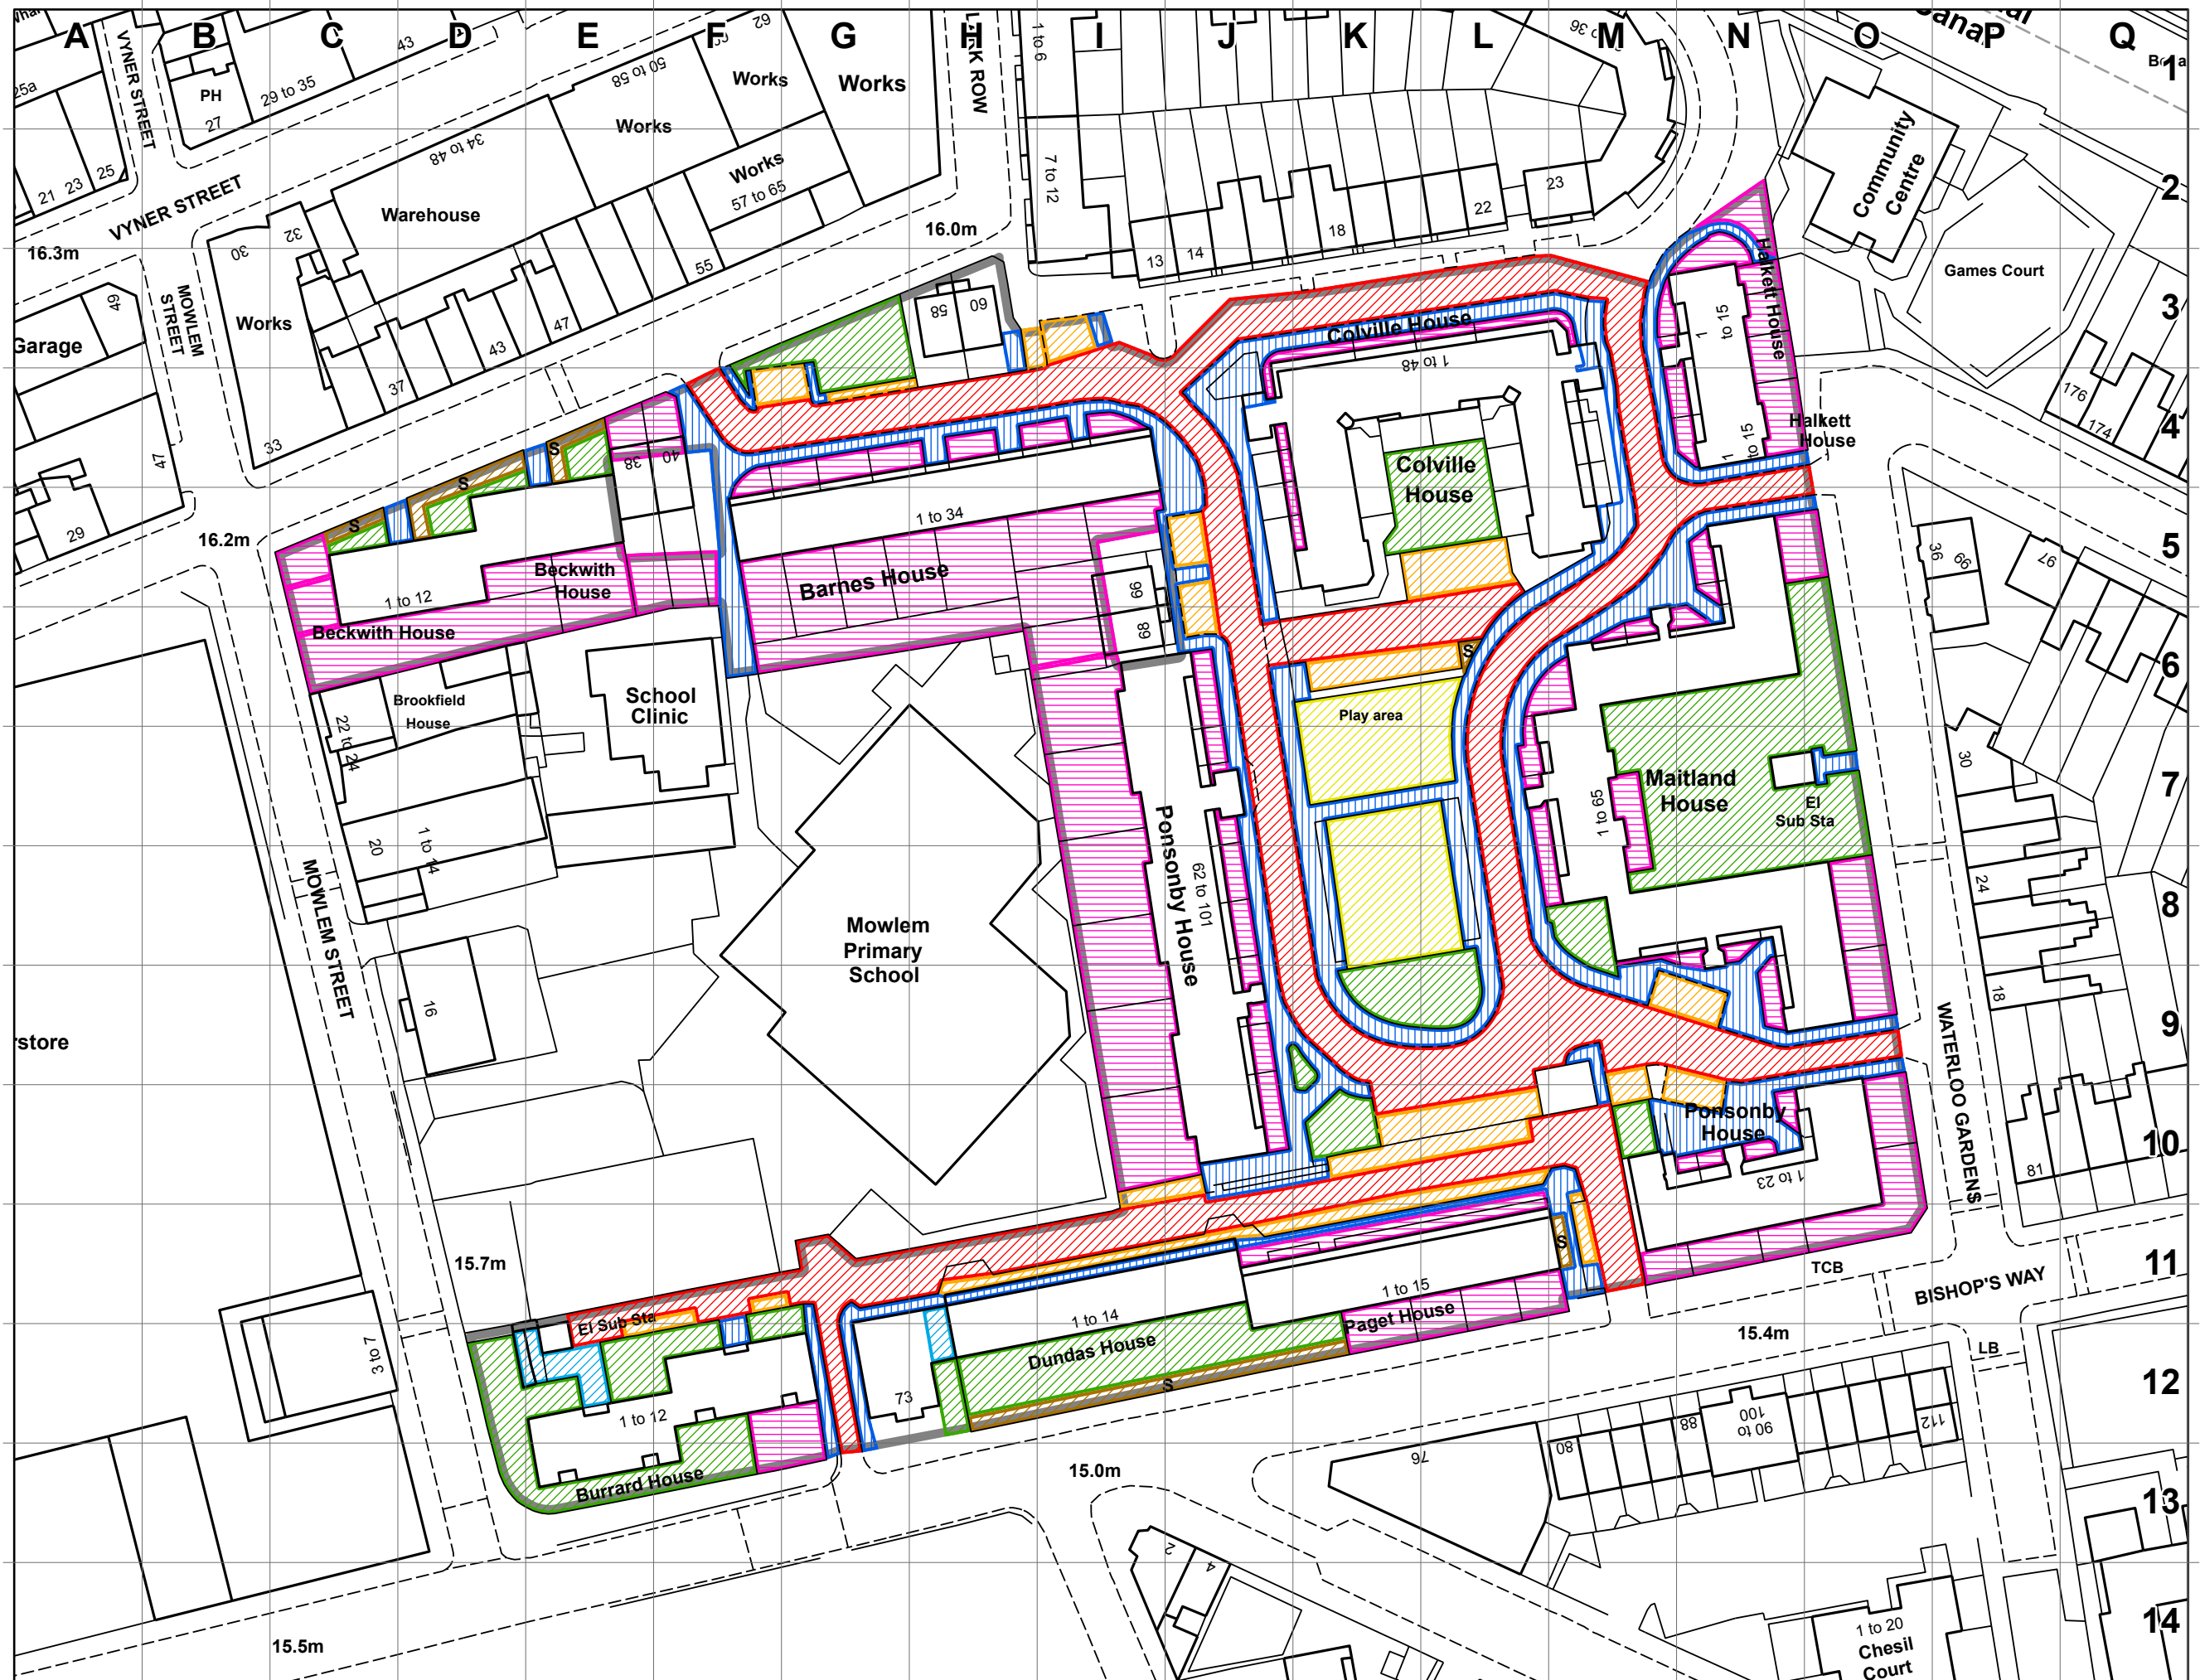 A B C D E F G H I J K L M N O P Q
1
2
3
4
5
6
7
8
9
10
11
12
13
14
VYNER STREET
43
PH
27
29 to 35
25a
21 23 25
VYNER STREET
16.3m
34 to 48
50 to 58
62
Works
Works
Works
Works
57 to 65
Warehouse
LARK ROW
1 to 6
7 to 12
16.0m
13
14
18
22
23
Community
Centre
Games Court
30
32
Works
33
37
43
47
55
MOWLEM
STREET
49
Garage
47
29
16.2m
58
60
Colville House
1 to 48
Colville
House
1
to 15
Halkett House
Halkett
House
1
to 15
176
174
S
S
S
38
40
1 to 12
Beckwith
House
Beckwith House
1 to 34
Barnes House
99
68
36
66
97
S
Play area
Brookfield
House
22 to 24
School
Clinic
20
1 to 14
MOWLEM STREET
16
Mowlem
Primary
School
Ponsonby House
62 to 101
Maitland
House
1 to 65
El
Sub Sta
30
24
18
rstore
WATERLOO GARDENS
Ponsonby
House
1 to 23
81
15.7m
S
1 to 15
Paget House
TCB
BISHOP'S WAY
15.4m
LB
El Sub Sta
1 to 14
Dundas House
S
73
1 to 12
Burrard House
3 to 7
15.0m
76
80
88
90 to
100
112
2
4
15.5m
1 to 20
Chesil
Court